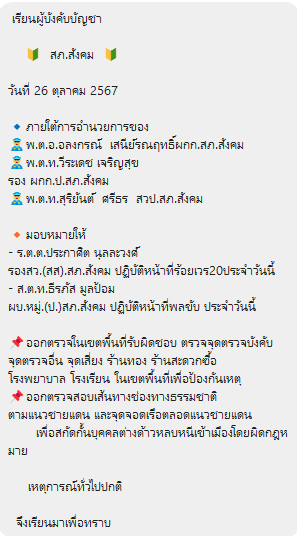 เรียนผู้บังคับบัญชา
🔰 สภ.สังคม 🔰
วันที่ 26 ตุลาคม 2567
🔹ภายใต้การอำนวยการของ
👮พ.ต.อ.อลงกรณ์ เสนีย์รณฤทธิ์ผกก.สภ.สังคม
👮พ.ต.ท.วีระเดช เจริญสุข
รอง ผกก.ป.สภ.สังคม
👮พ.ต.ท.สุริยันต์ ศรีธร สวป.สภ.สังคม
🔸มอบหมายให้
- ร.ต.ต.ประกาศิต นุลละวงศ์
รองสว.(สส).สภ.สังคม ปฏิบัติหน้าที่ร้อยเวร20ประจำวันนี้
- ส.ต.ท.ธีรภัส มูลป้อม
ผบ.หมู่.(ป.)สภ.สังคม ปฏิบัติหน้าที่พลขับ ประจำวันนี้
📌ออกตรวจในเขตพื้นที่รับผิดชอบ ตรวจจุดตรวจบังคับ
จุดตรวจอื่น จุดเสี่ยง ร้านทอง ร้านสะดวกซื้อ
โรงพยาบาล โรงเรียน ในเขตพื้นที่เพื่อป้องกันเหตุ
📌ออกตรวจสอบเส้นทางช่องทางธรรมชาติ
ตามแนวชายแดน และจุดจอดเรือตลอดแนวชายแดน
เพื่อสกัดกั้นบุคคลต่างด้าวหลบหนีเข้าเมืองโดยผิดกฎห
มาย
เหตุการณ์ทั่วไปปกติ
จึงเรียนมาเพื่อทราบ